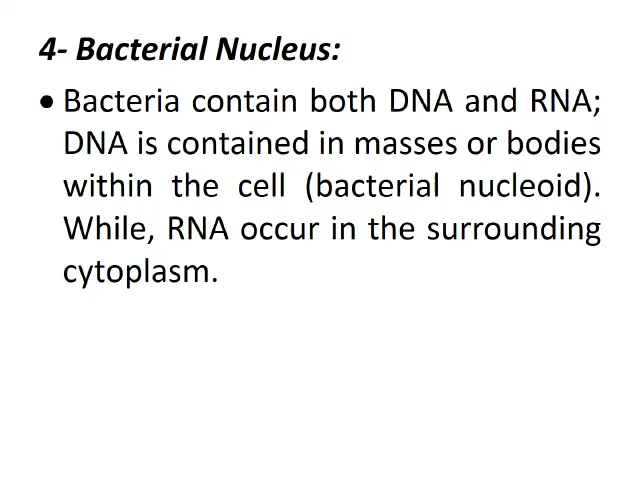 4- Bacterial Nucleus:
• Bacteria contain both DNA and RNA;
DNA is contained in masses or bodies
within the cell (bacterial nucleoid).
While, RNA occur in the surrounding
cytoplasm.